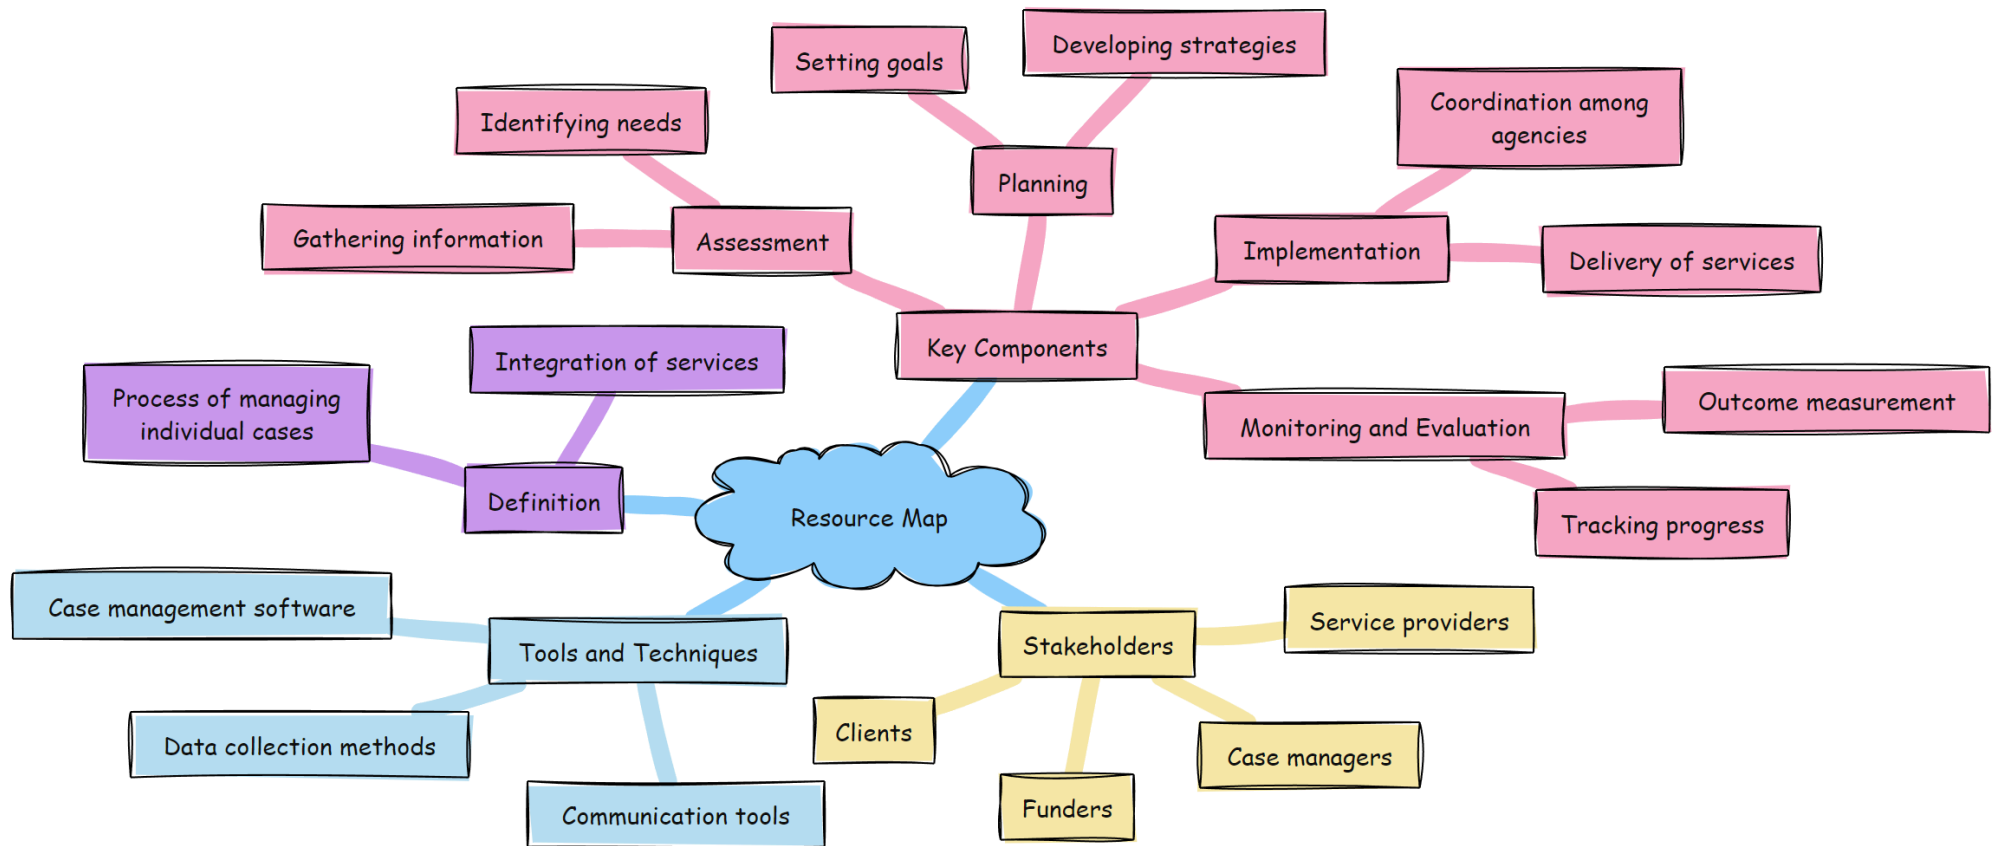 Developing strategies
Setting goals
Coordination among
agencies
Identifying needs
Planning
Gathering information
Assessment
Implementation
Delivery of services
Key Components
Integration of services
Process of managing
individual cases
Outcome measurement
Monitoring and Evaluation
Definition
Resource Map
Tracking progress
Case management software
Service providers
Tools and Techniques
Stakeholders
Clients
Data collection methods
Case managers
Funders
Communication tools